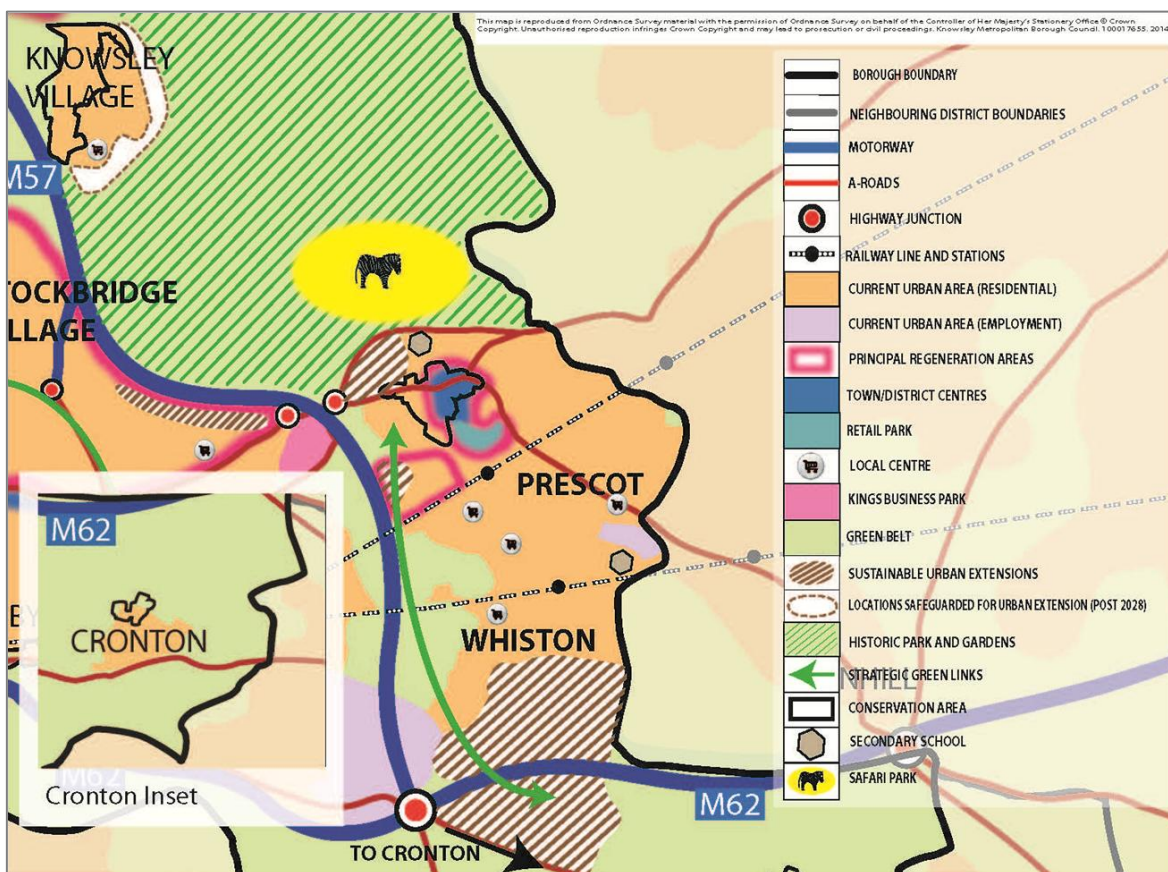 This map is reproduced from Ordnance Survey material with the permission of Ordnance Survey on behalf of the Controller of Her Majesty's Stationery Office © Crown
Copyright. Unauthorised reproduction infringes Crown Copyright and may lead to prosecution or civil proceedings. Knowsley Metropolitan Borough Council. 100017655. 2014
KNOWSLEY
VILLAGE
M57
TOCKBRIDGE
ILLAGE
PRESCOT
WHISTON
M62
CRONTON
M62
Cronton Inset
TO CRONTON
M62
NHILL
BOROUGH BOUNDARY
NEIGHBOURING DISTRICT BOUNDARIES
MOTORWAY
A-ROADS
HIGHWAY JUNCTION
RAILWAY LINE AND STATIONS
CURRENT URBAN AREA (RESIDENTIAL)
CURRENT URBAN AREA (EMPLOYMENT)
PRINCIPAL REGENERATION AREAS
TOWN/DISTRICT CENTRES
RETAIL PARK
LOCAL CENTRE
KINGS BUSINESS PARK
GREEN BELT
SUSTAINABLE URBAN EXTENSIONS
LOCATIONS SAFEGUARDED FOR URBAN EXTENSION (POST 2028)
HISTORIC PARK AND GARDENS
STRATEGIC GREEN LINKS
CONSERVATION AREA
SECONDARY SCHOOL
SAFARI PARK
M62